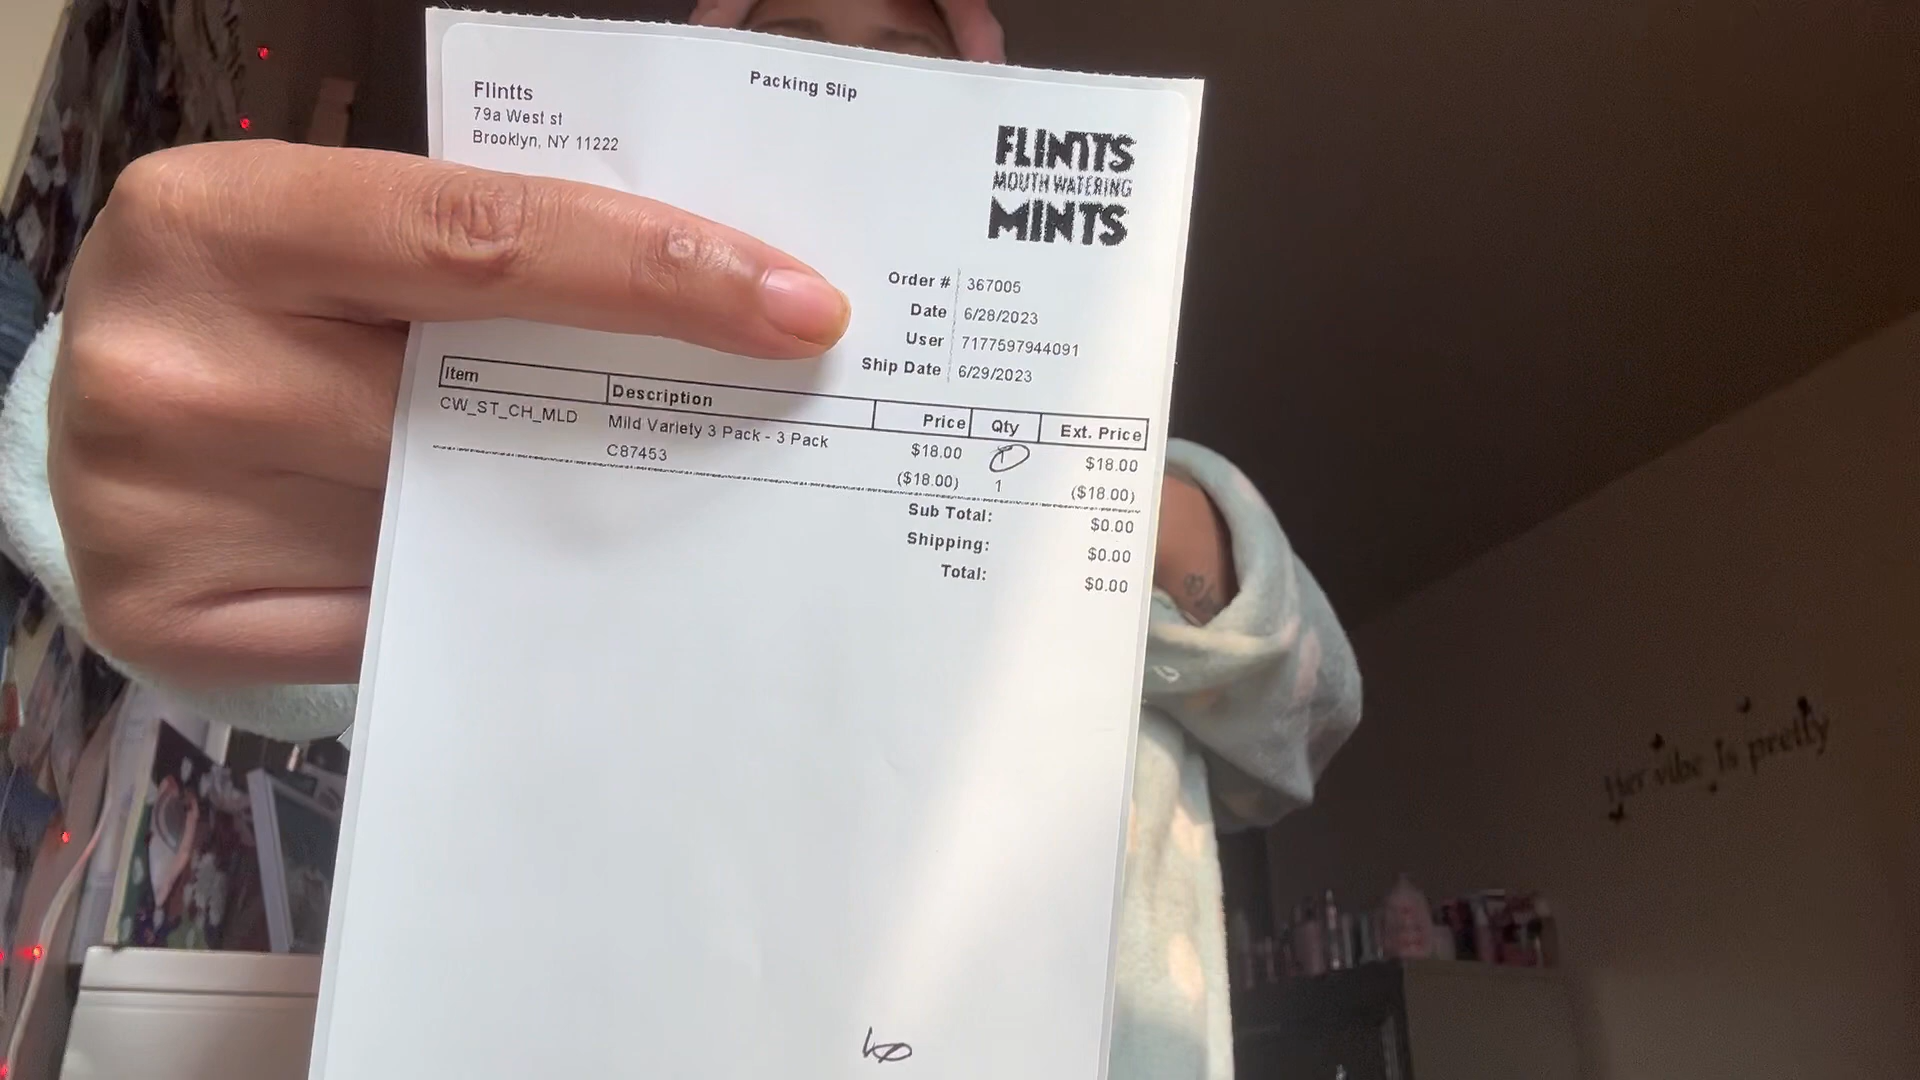 Packing Slip
Flintts
79a West st
Brooklyn, NY 11222
FLINTTS
MOUTH WATERING
MINTS
Order # 367005
Date 6/28/2023
User 7177597944091
Ship Date 6/29/2023
Item Description Price Qty Ext. Price
CW_ST_CH_MLD Mild Variety 3 Pack - 3 Pack $18.00 1 $18.00
C87453 ($18.00) 1 ($18.00)
Sub Total: $0.00
Shipping: $0.00
Total: $0.00
Her vibe is pretty